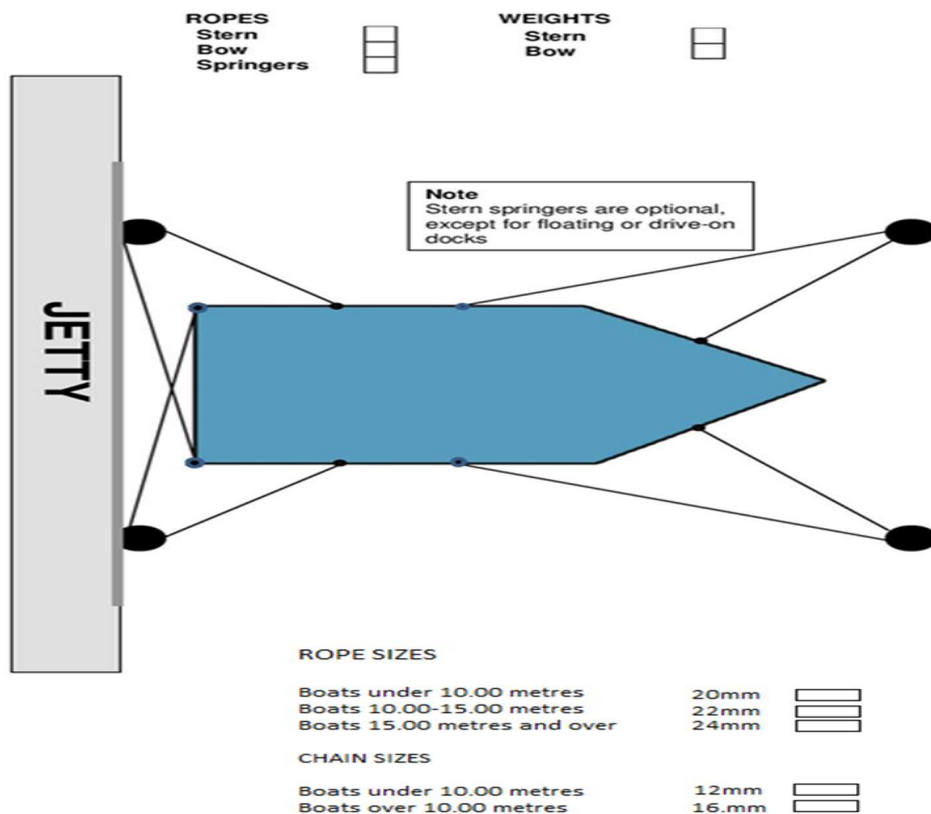 ROPES
Stern
Bow
Springers
WEIGHTS
Stern
Bow
Note
Stern springers are optional,
except for floating or drive-on
docks
JETTY
ROPE SIZES
Boats under 10.00 metres 20mm
Boats 10.00-15.00 metres 22mm
Boats 15.00 metres and over 24mm
CHAIN SIZES
Boats under 10.00 metres 12mm
Boats over 10.00 metres 16.mm